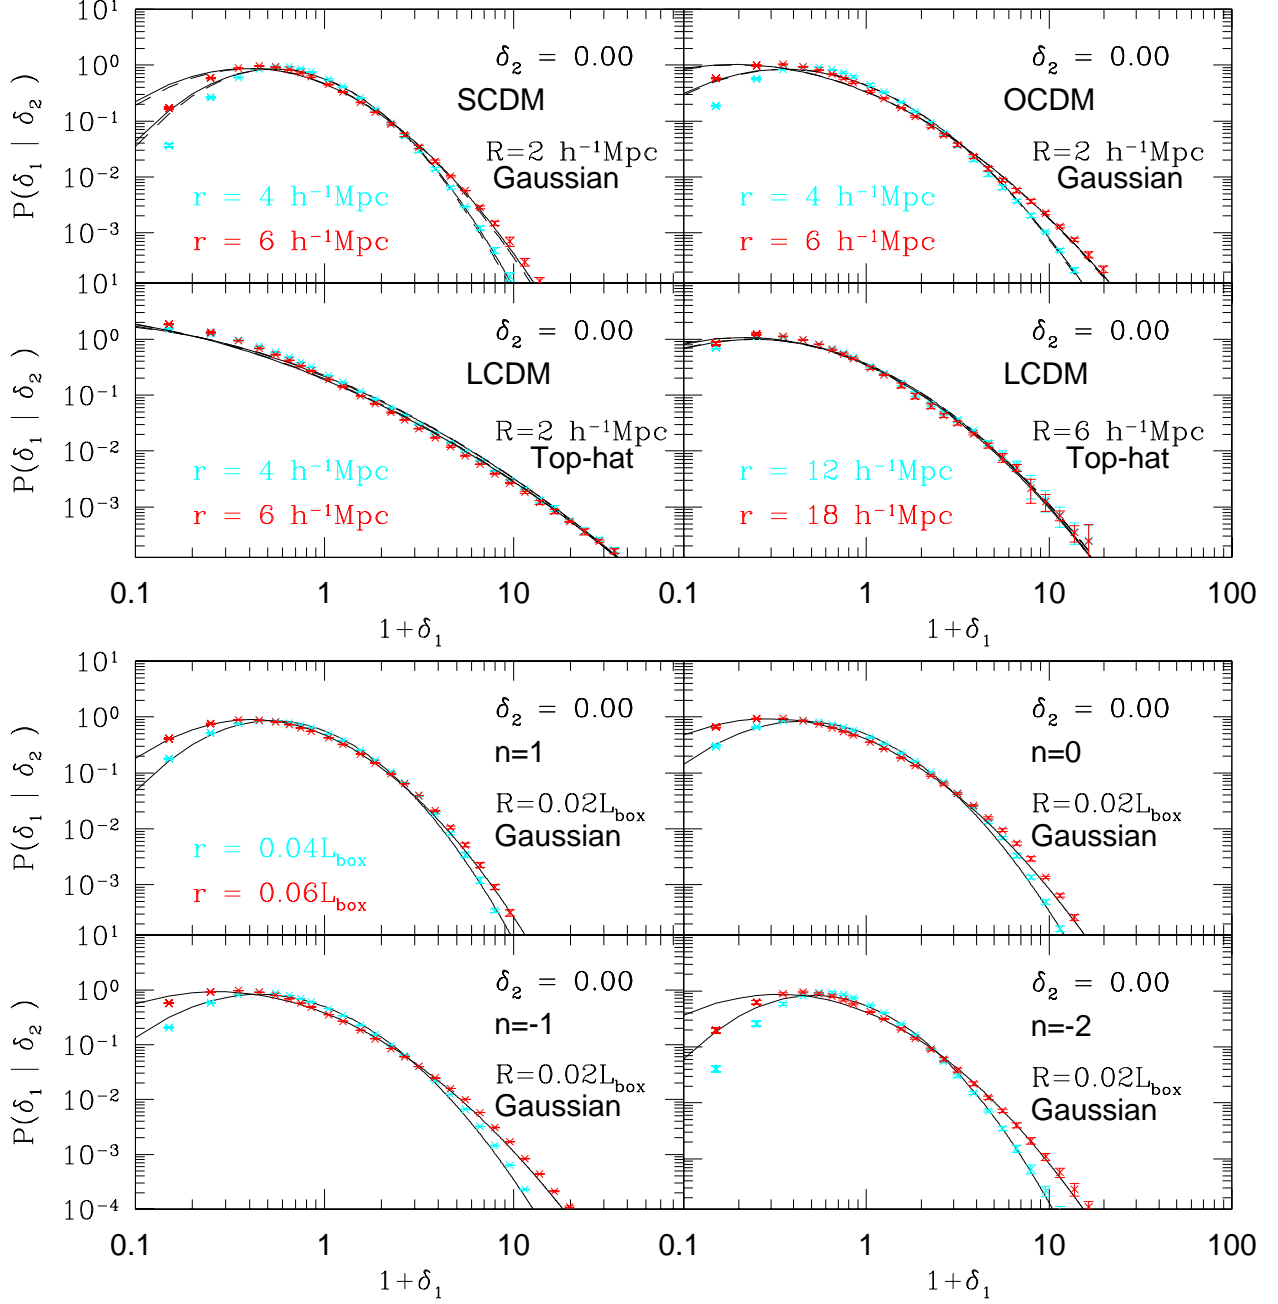 10¹
10⁰
10⁻¹
10⁻²
10⁻³
P(δ₁ | δ₂)
δ₂ = 0.00
SCDM
R=2 h⁻¹Mpc
Gaussian
r = 4 h⁻¹Mpc
r = 6 h⁻¹Mpc
δ₂ = 0.00
OCDM
R=2 h⁻¹Mpc
Gaussian
r = 4 h⁻¹Mpc
r = 6 h⁻¹Mpc
10¹
10⁰
10⁻¹
10⁻²
10⁻³
P(δ₁ | δ₂)
δ₂ = 0.00
LCDM
R=2 h⁻¹Mpc
Top-hat
r = 4 h⁻¹Mpc
r = 6 h⁻¹Mpc
δ₂ = 0.00
LCDM
R=6 h⁻¹Mpc
Top-hat
r = 12 h⁻¹Mpc
r = 18 h⁻¹Mpc
0.1 1 10 0.1 1 10 100
1+δ₁ 1+δ₁
10¹
10⁰
10⁻¹
10⁻²
10⁻³
P(δ₁ | δ₂)
δ₂ = 0.00
n=1
R=0.02L_box
Gaussian
r = 0.04L_box
r = 0.06L_box
δ₂ = 0.00
n=0
R=0.02L_box
Gaussian
10¹
10⁰
10⁻¹
10⁻²
10⁻³
10⁻⁴
P(δ₁ | δ₂)
δ₂ = 0.00
n=-1
R=0.02L_box
Gaussian
δ₂ = 0.00
n=-2
R=0.02L_box
Gaussian
0.1 1 10 0.1 1 10 100
1+δ₁ 1+δ₁